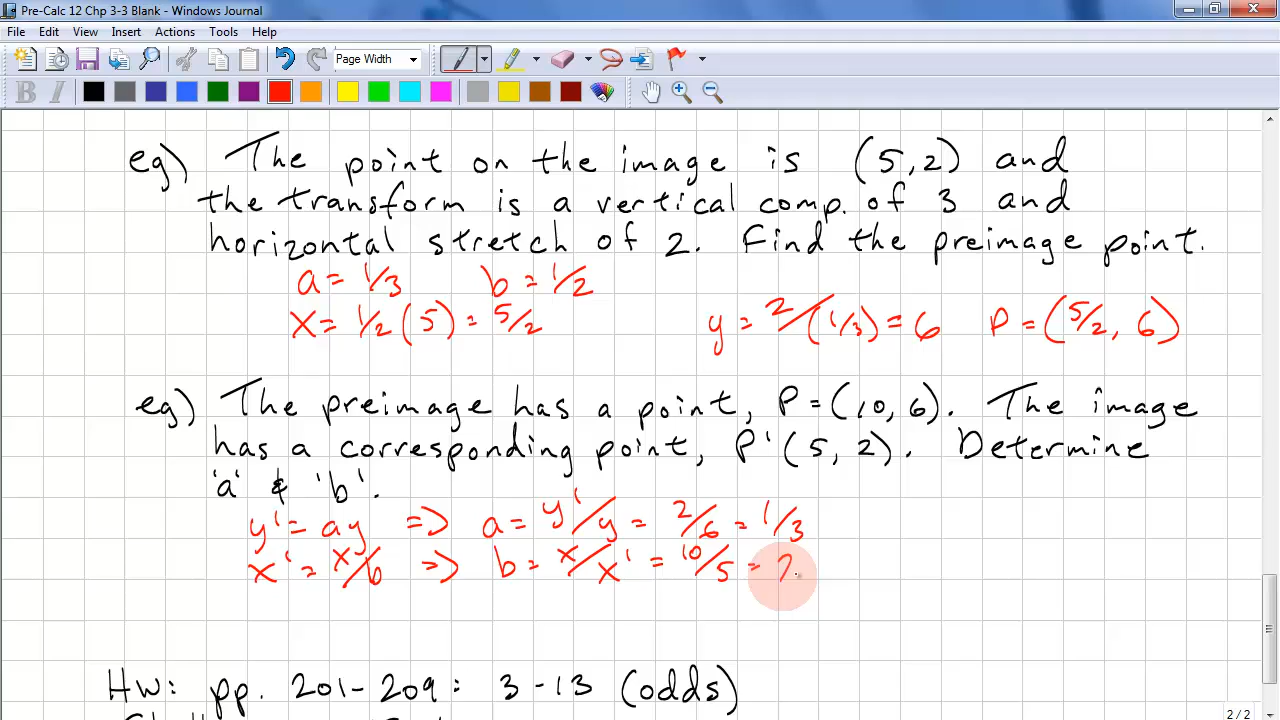 Pre-Calc 12 Chp 3-3 Blank - Windows Journal
File Edit View Insert Actions Tools Help
Page Width
B I
eg) The point on the image is (5,2) and
the transform is a vertical comp. of 3 and
horizontal stretch of 2. Find the preimage point.
a = 1/3 b = 1/2
x = 1/2 (5) = 5/2 y = 2/(1/3) = 6 P = (5/2, 6)
eg) The preimage has a point, P = (10, 6). The image
has a corresponding point, P'(5, 2). Determine
'a' & 'b'.
y' = ay => a = y'/y = 2/6 = 1/3
x' = x/b => b = x/x' = 10/5 = 2
Hw: pp. 201-209: 3-13 (odds)
2/2